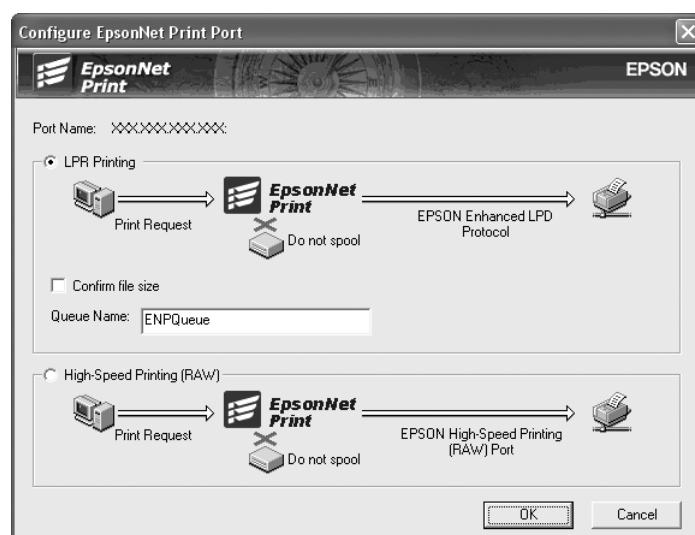 Configure EpsonNet Print Port
EpsonNet
Print
EPSON
Port Name: XXX.XXX.XXX.XXX:
LPR Printing
Print Request
EpsonNet
Print
Do not spool
EPSON Enhanced LPD
Protocol
Confirm file size
Queue Name: ENPQueue
High-Speed Printing (RAW)
Print Request
EpsonNet
Print
Do not spool
EPSON High-Speed Printing
(RAW) Port
OK
Cancel